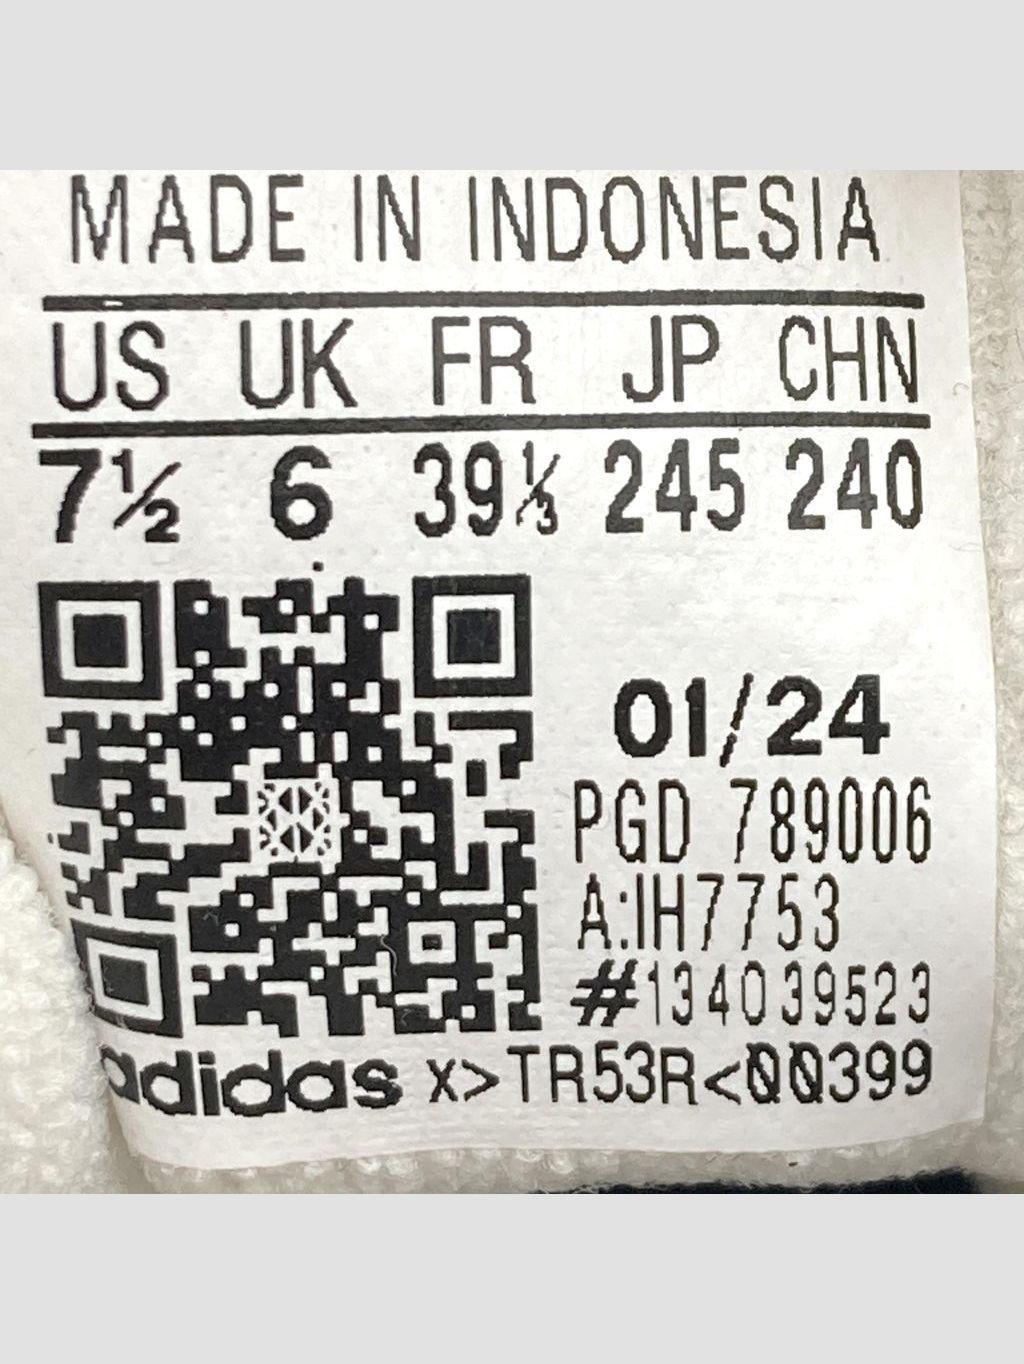 MADE IN INDONESIA
US UK FR JP CHN
7½ 6 39⅓ 245 240
01/24
PGD 789006
A:IH7753
#134039523
adidas X>TR53R<00399